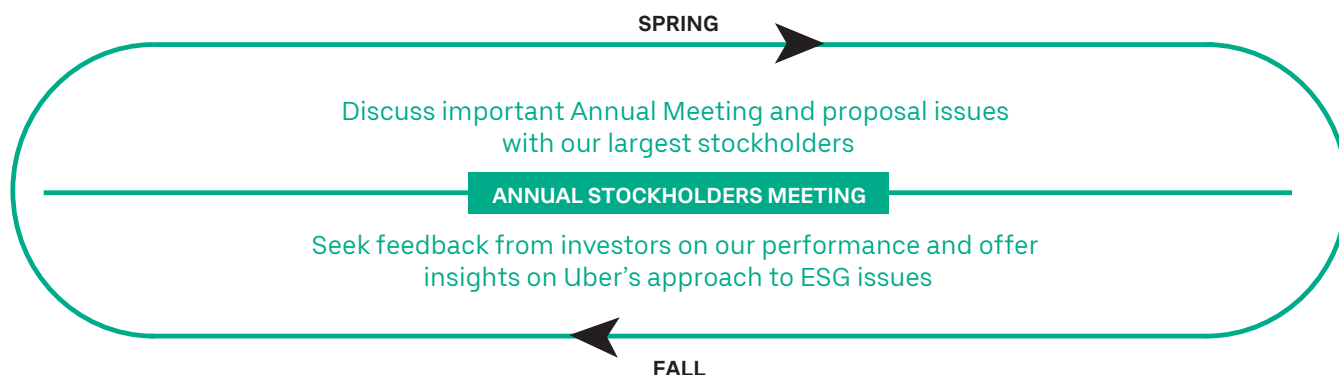 SPRING
Discuss important Annual Meeting and proposal issues
with our largest stockholders
ANNUAL STOCKHOLDERS MEETING
Seek feedback from investors on our performance and offer
insights on Uber’s approach to ESG issues
FALL